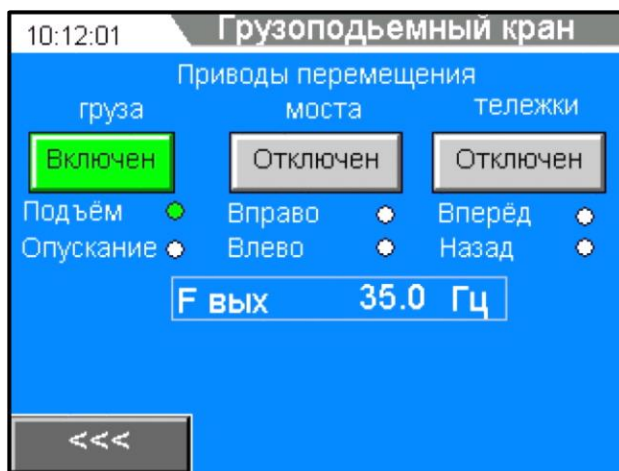 10:12:01 Грузоподьемный кран
Приводы перемещения
груза моста тележки
Включен Отключен Отключен
Подъём Вправо Вперёд
Опускание Влево Назад
F вых 35.0 Гц
<<<